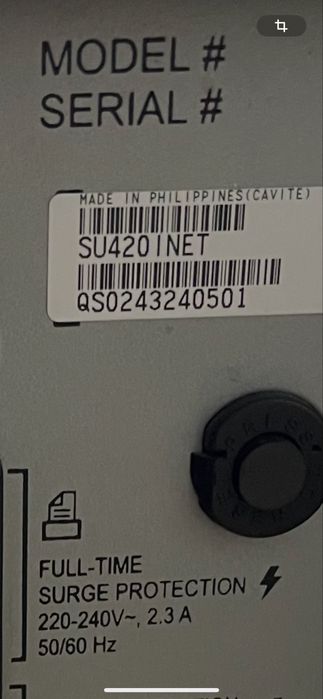 MODEL #
SERIAL #
MADE IN PHILIPPINES(CAVITE)
SU420INET
QS0243240501
FULL-TIME
SURGE PROTECTION
220-240V~, 2.3 A
50/60 Hz